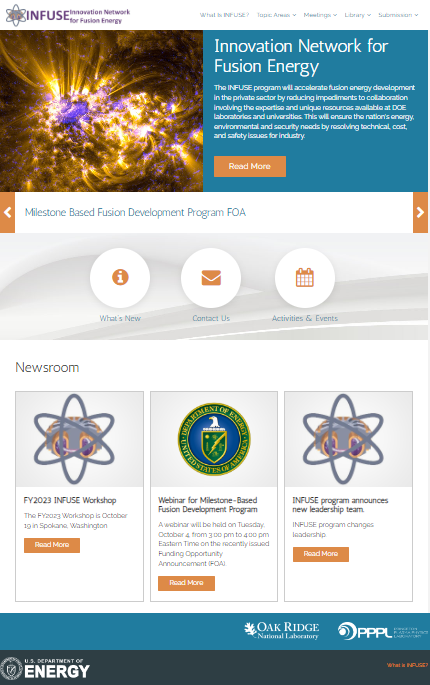 INFUSE Innovation Network
for Fusion Energy
What Is INFUSE? Topic Areas Meetings Library Submission
Innovation Network for
Fusion Energy
The INFUSE program will accelerate fusion energy development
in the private sector by reducing impediments to collaboration
involving the expertise and unique resources available at DOE
laboratories and universities. This will ensure the nation's energy,
environmental and security needs by resolving technical, cost,
and safety issues for industry.
Read More
Milestone Based Fusion Development Program FOA
What's New
Contact Us
Activities & Events
Newsroom
DEPARTMENT OF ENERGY
UNITED STATES OF AMERICA
FY2023 INFUSE Workshop
The FY2023 Workshop is October
19 in Spokane, Washington
Read More
Webinar for Milestone-Based
Fusion Development Program
A webinar will be held on Tuesday,
October 4, from 3:00 pm to 4:00 pm
Eastern Time on the recently issued
Funding Opportunity
Announcement (FOA)
Read More
INFUSE program announces
new leadership team.
INFUSE program changes
leadership
Read More
OAK RIDGE
National Laboratory
PPPL
PRINCETON
PLASMA PHYSICS
LABORATORY
U.S. DEPARTMENT OF
ENERGY
What is INFUSE?